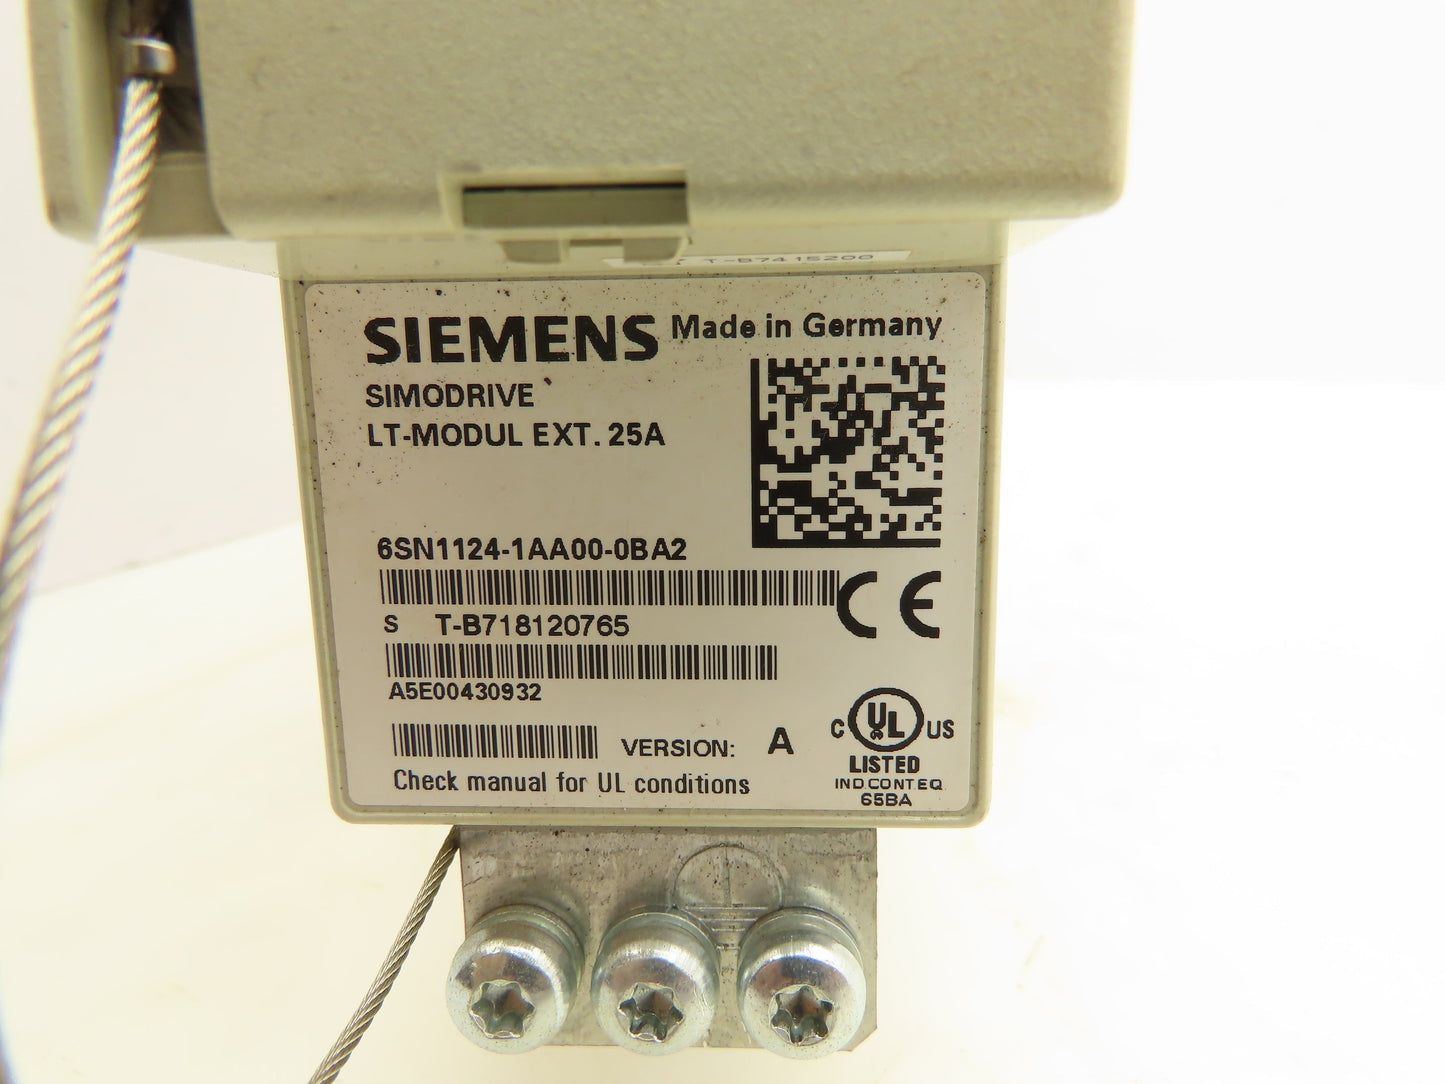 T-B7415200
SIEMENS Made in Germany
SIMODRIVE
LT-MODUL EXT. 25A
6SN1124-1AA00-0BA2
CE
S T-B718120765
A5E00430932
VERSION: A
C UL US
LISTED
IND.CONT.EQ.
65BA
Check manual for UL conditions